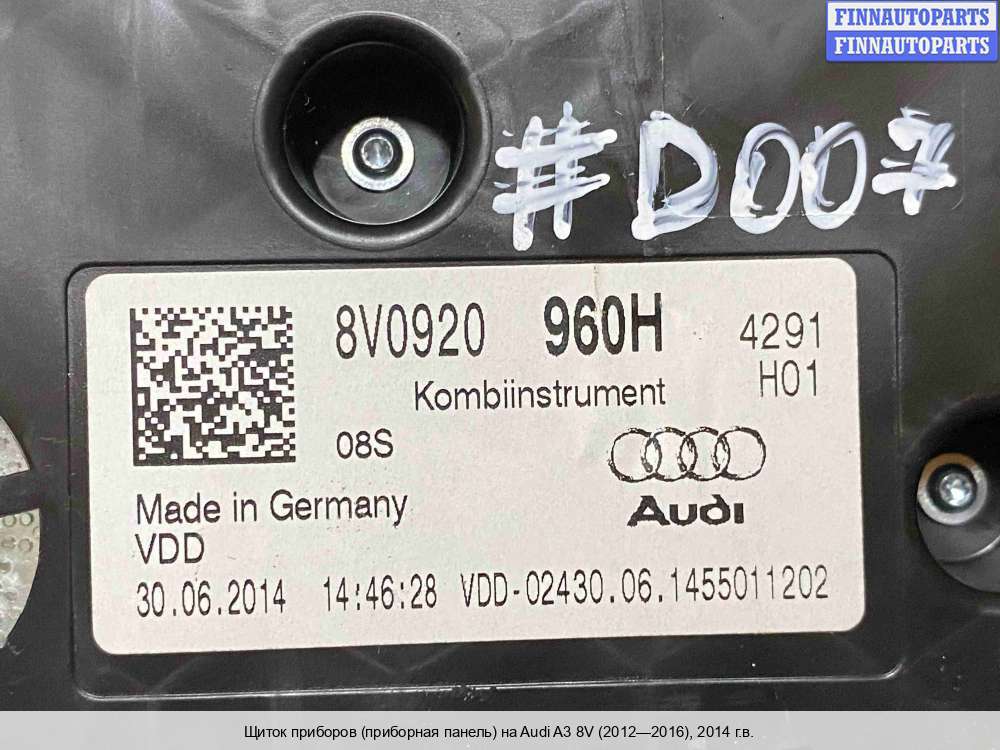 FINNAUTOPARTS
FINNAUTOPARTS
#D007
8V0920 960H 4291
H01
Kombiinstrument
08S
Audi
Made in Germany
VDD
30.06.2014 14:46:28 VDD-02430.06.1455011202
Щиток приборов (приборная панель) на Audi A3 8V (2012—2016), 2014 г.в.